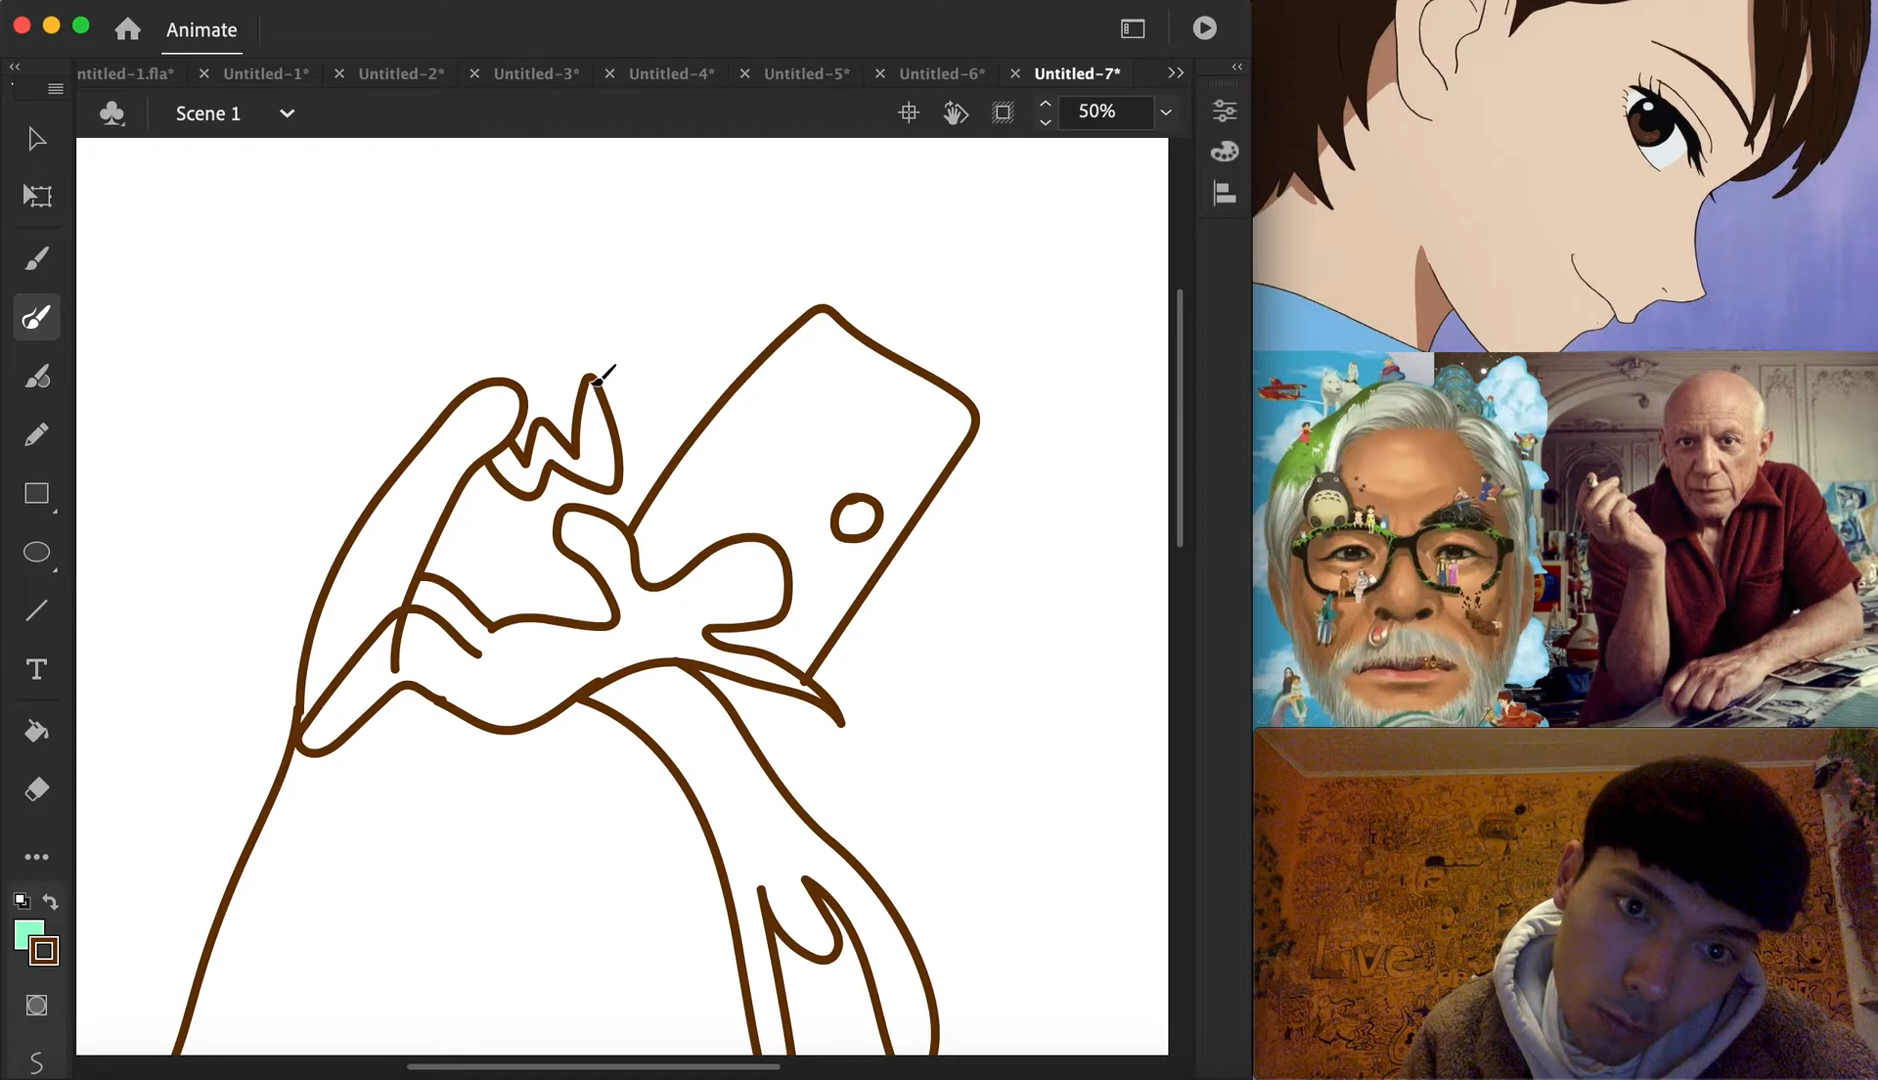 Animate
ntitled-1.fla*
Untitled-1*
Untitled-2*
Untitled-3*
Untitled-4*
Untitled-5*
Untitled-6*
Untitled-7*
Scene 1
50%
Live